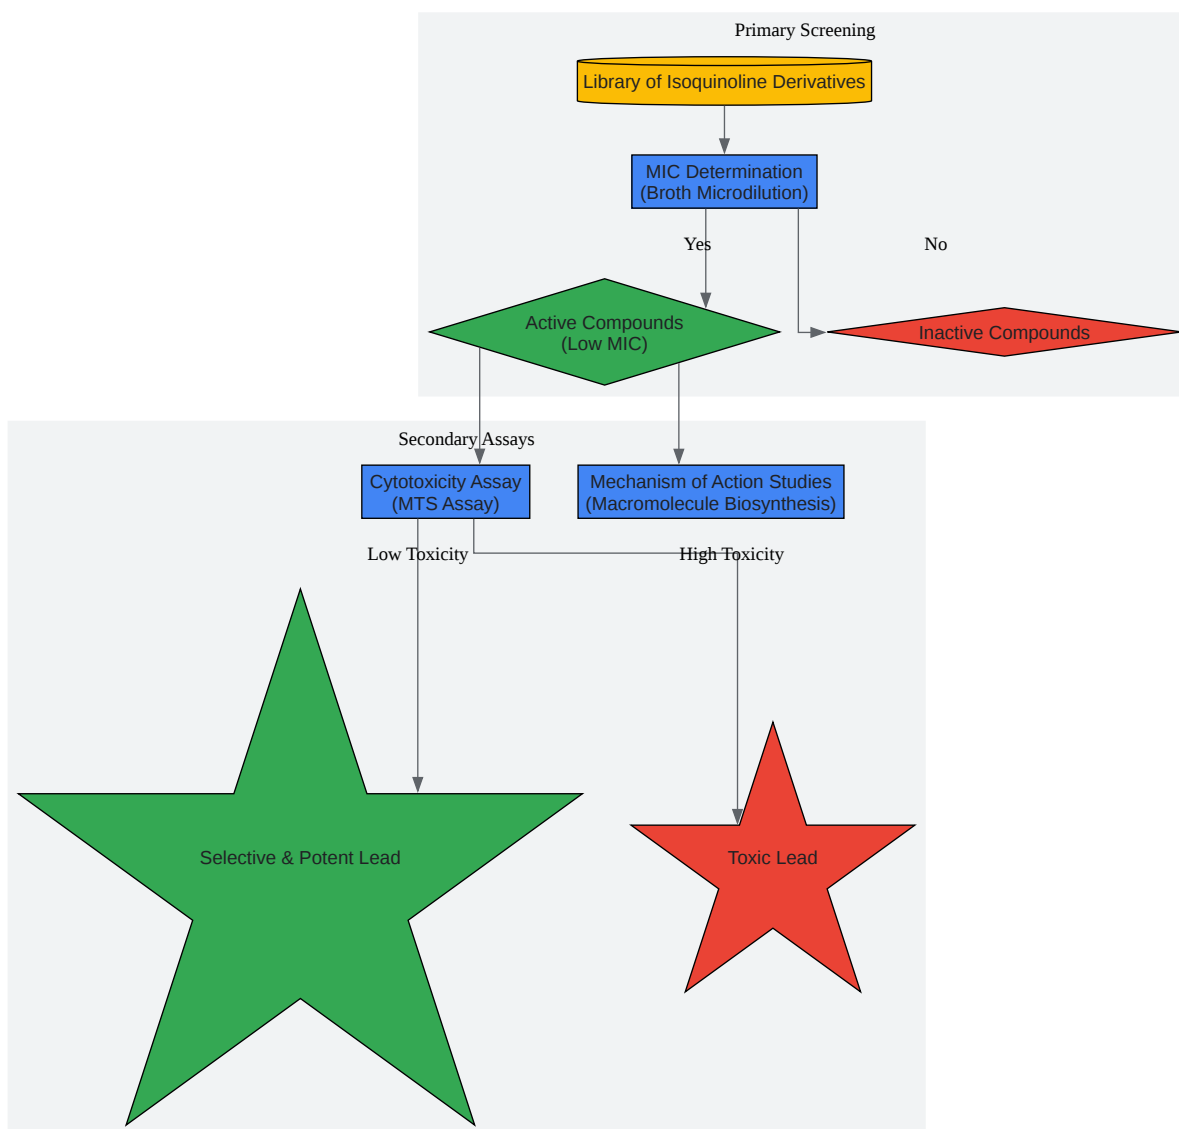 Primary Screening
Library of Isoquinoline Derivatives
MIC Determination
(Broth Microdilution)
Yes
No
Active Compounds
(Low MIC)
Inactive Compounds
Secondary Assays
Cytotoxicity Assay
(MTS Assay)
Mechanism of Action Studies
(Macromolecule Biosynthesis)
Low Toxicity
High Toxicity
Selective & Potent Lead
Toxic Lead